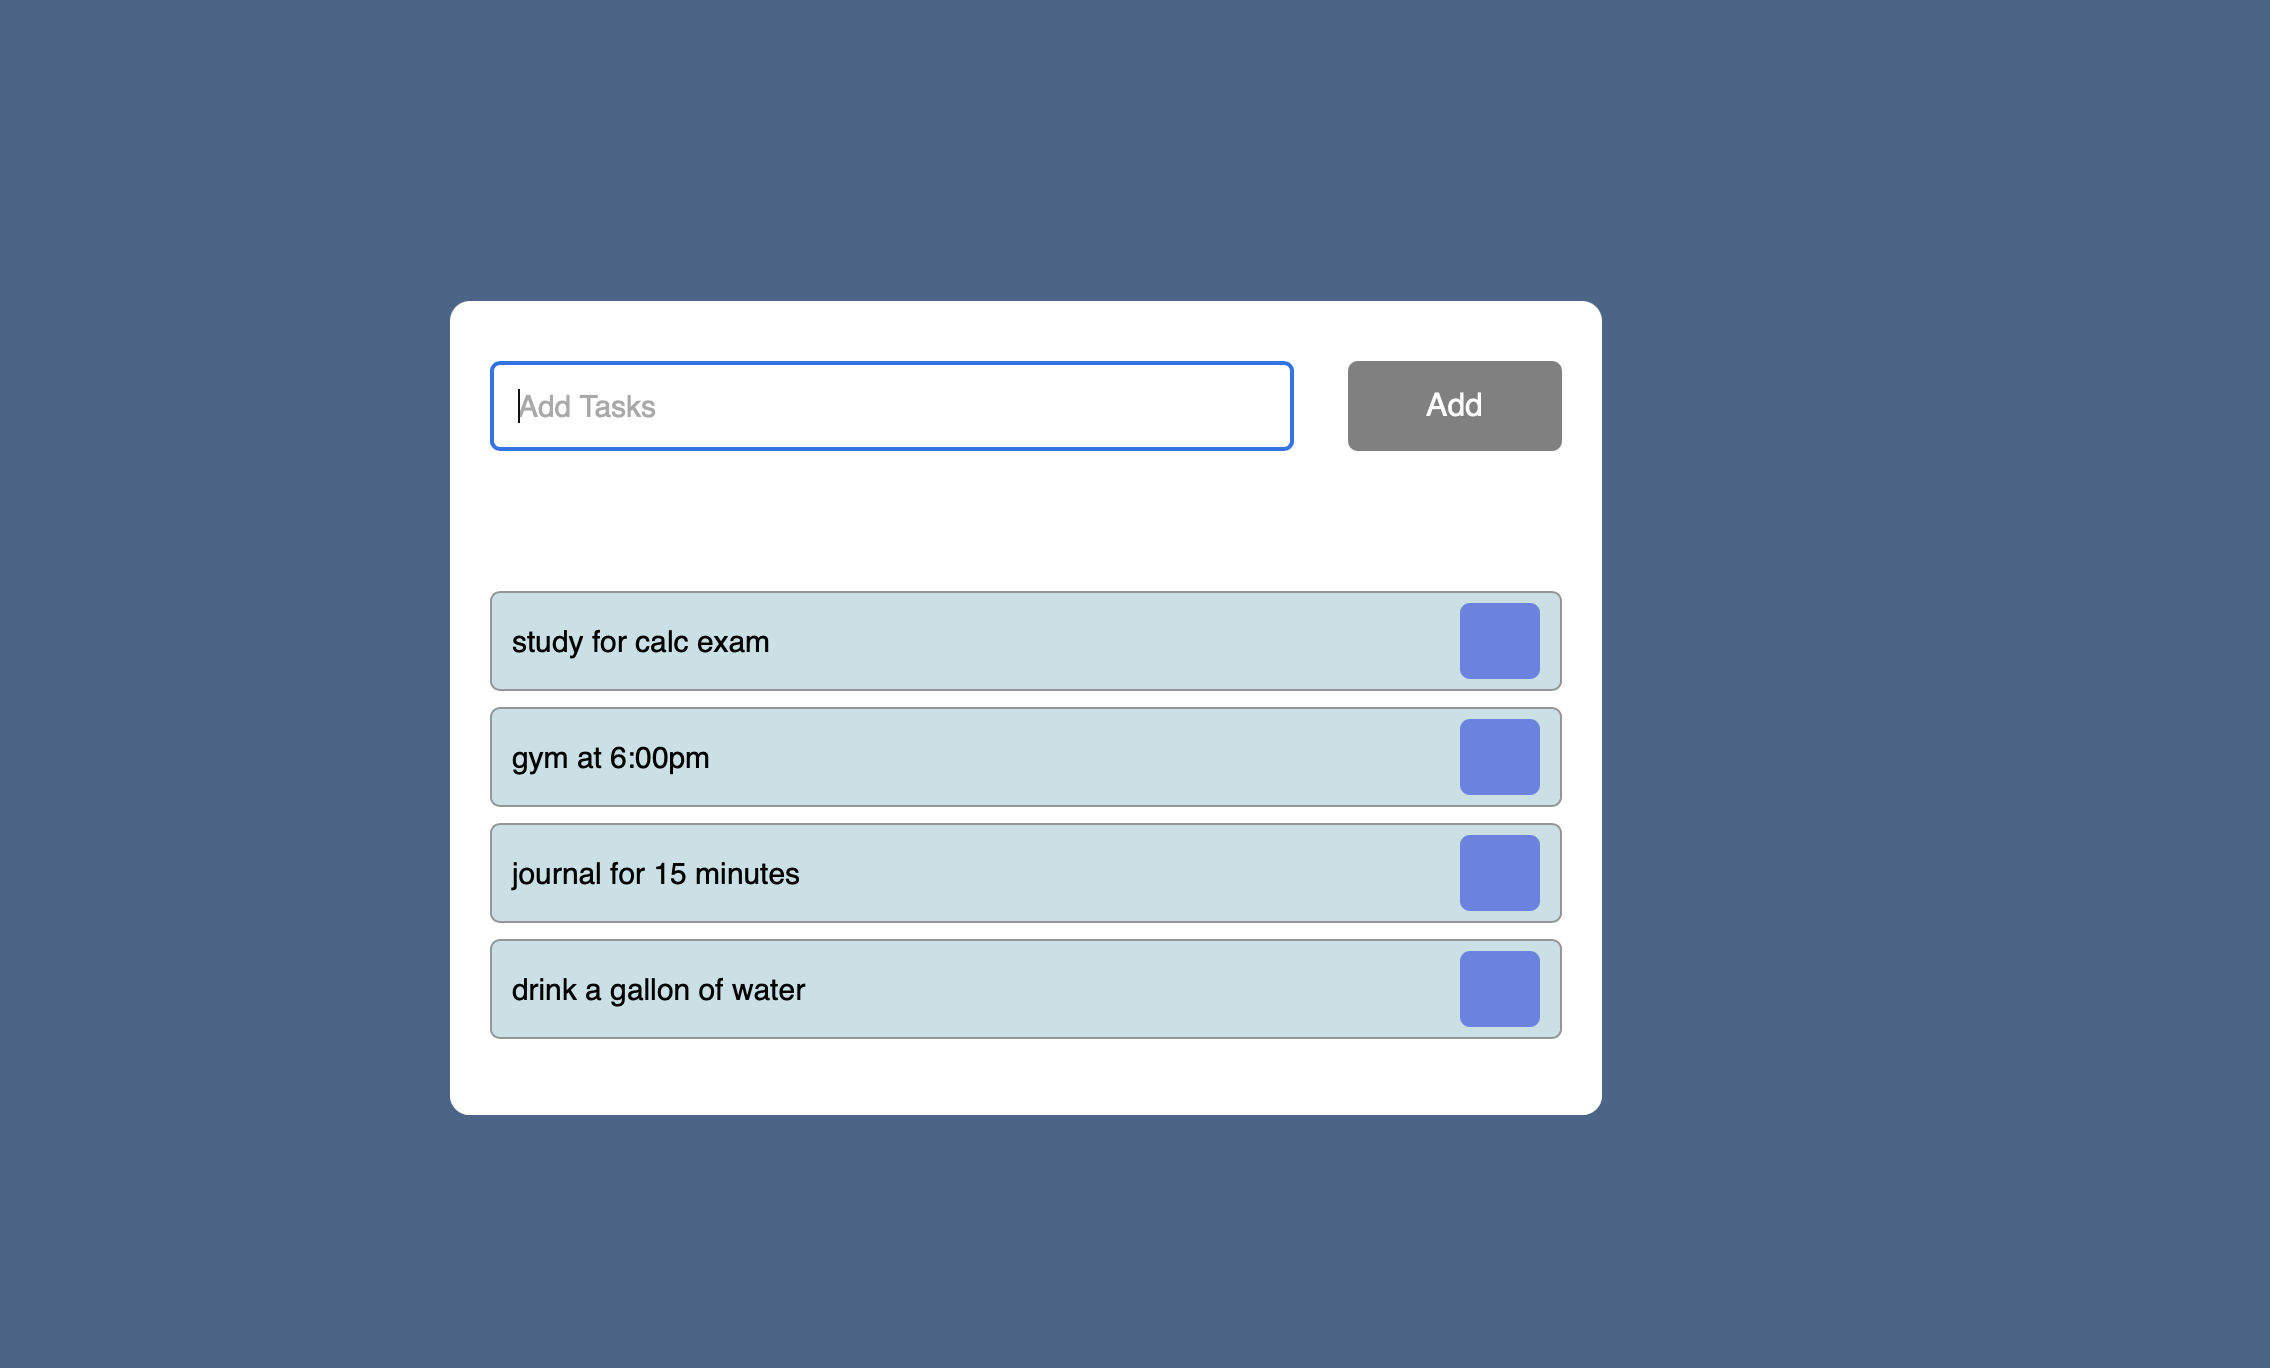 Add Tasks
Add
study for calc exam
gym at 6:00pm
journal for 15 minutes
drink a gallon of water